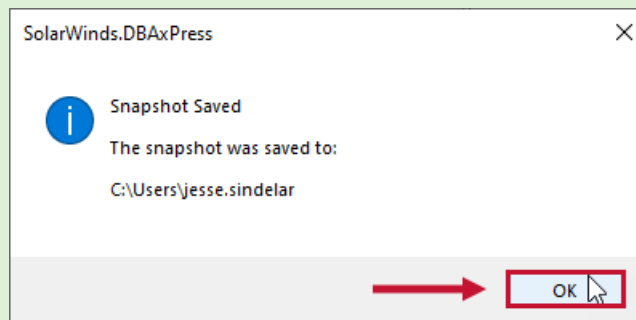 SolarWinds.DBAxPress
Snapshot Saved
The snapshot was saved to:
C:\Users\jesse.sindelar
OK